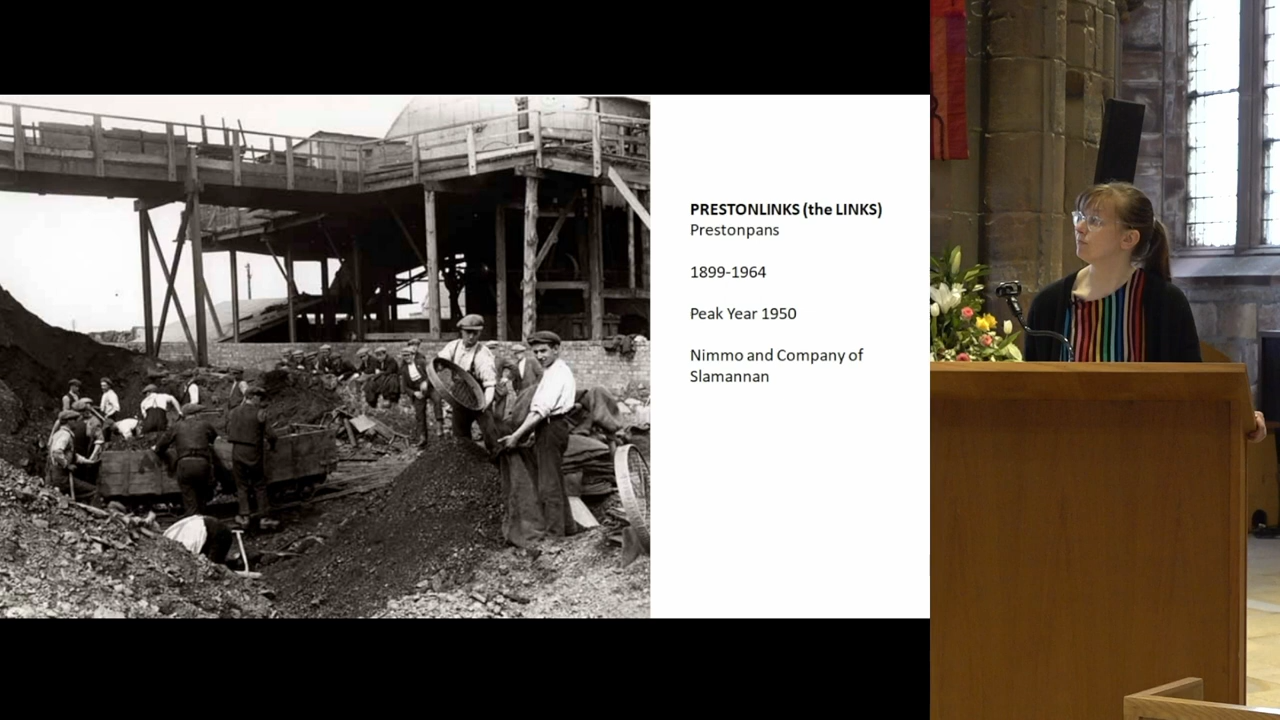 PRESTONLINKS (the LINKS)
Prestonpans
1899-1964
Peak Year 1950
Nimmo and Company of
Slamannan